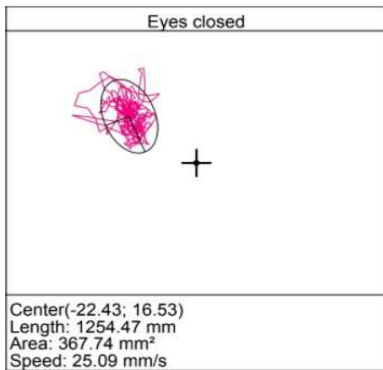 Eyes closed
Center(-22.43; 16.53)
Length: 1254.47 mm
Area: 367.74 mm²
Speed: 25.09 mm/s